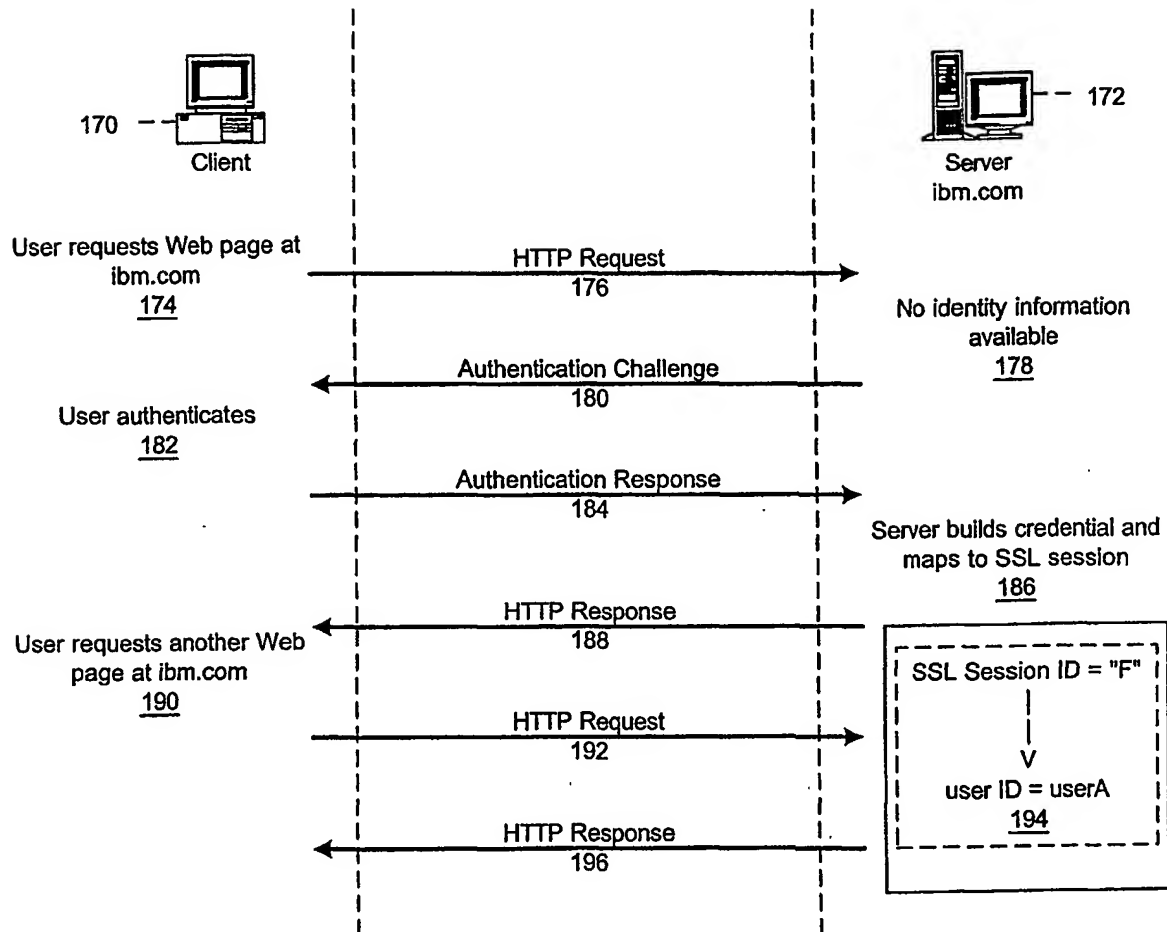 170
Client
172
Server
ibm.com
User requests Web page at
ibm.com
174
HTTP Request
176
No identity information
available
178
Authentication Challenge
180
User authenticates
182
Authentication Response
184
Server builds credential and
maps to SSL session
186
HTTP Response
188
User requests another Web
page at ibm.com
190
SSL Session ID = "F"
HTTP Request
192
V
user ID = userA
194
HTTP Response
196